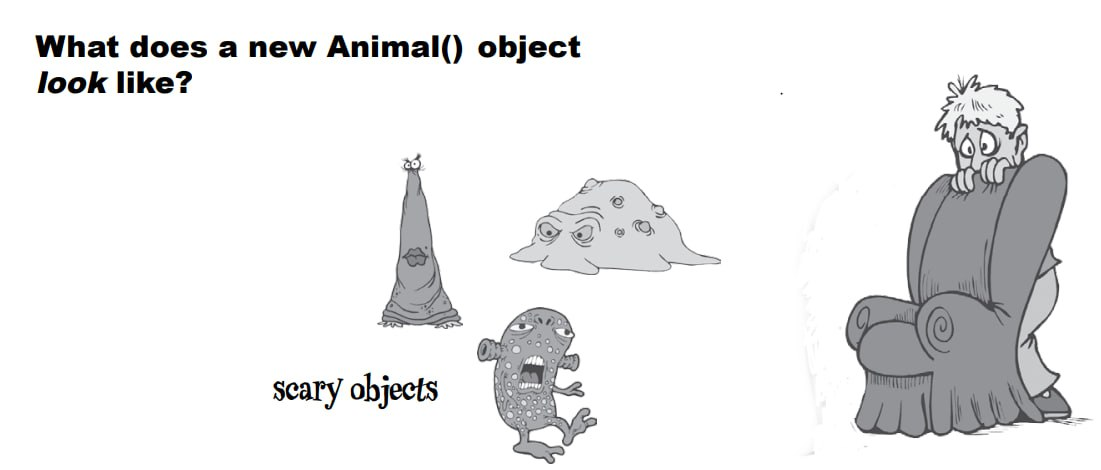 What does a new Animal() object
look like?
scary objects